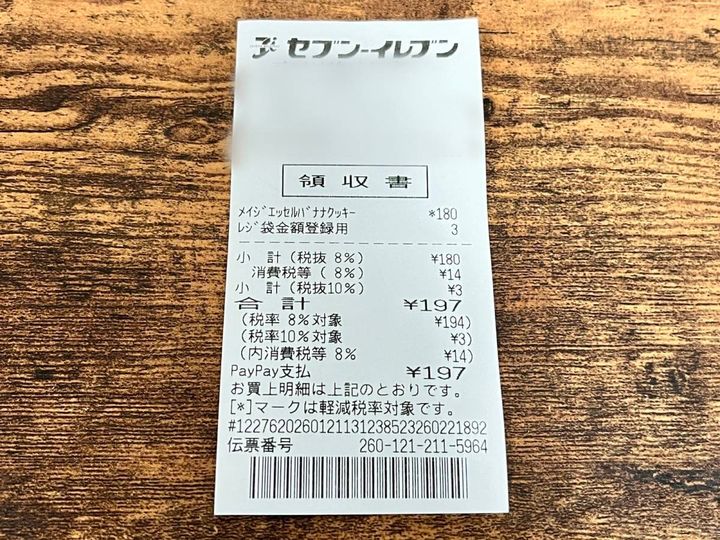 セブン-イレブン
領収書
メイジエッセルバナナクッキー *180
レジ袋金額登録用 3
小 計(税抜 8%) ¥180
消費税等( 8%) ¥14
小 計(税抜10%) ¥3
合 計 ¥197
(税率 8%対象 ¥194)
(税率10%対象 ¥3)
(内消費税等 8% ¥14)
PayPay支払 ¥197
お買上明細は上記のとおりです。
[*]マークは軽減税率対象です。
#122762026012113123852326022​1892
伝票番号 260-121-211-5964